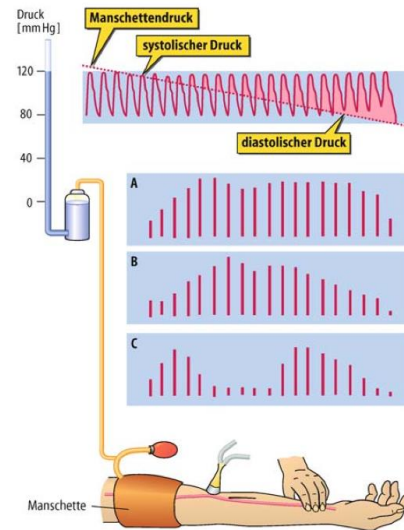 Druck
[mm Hg]
Manschettendruck
systolischer Druck
120
80
40
0
diastolischer Druck
A
B
C
Manschette